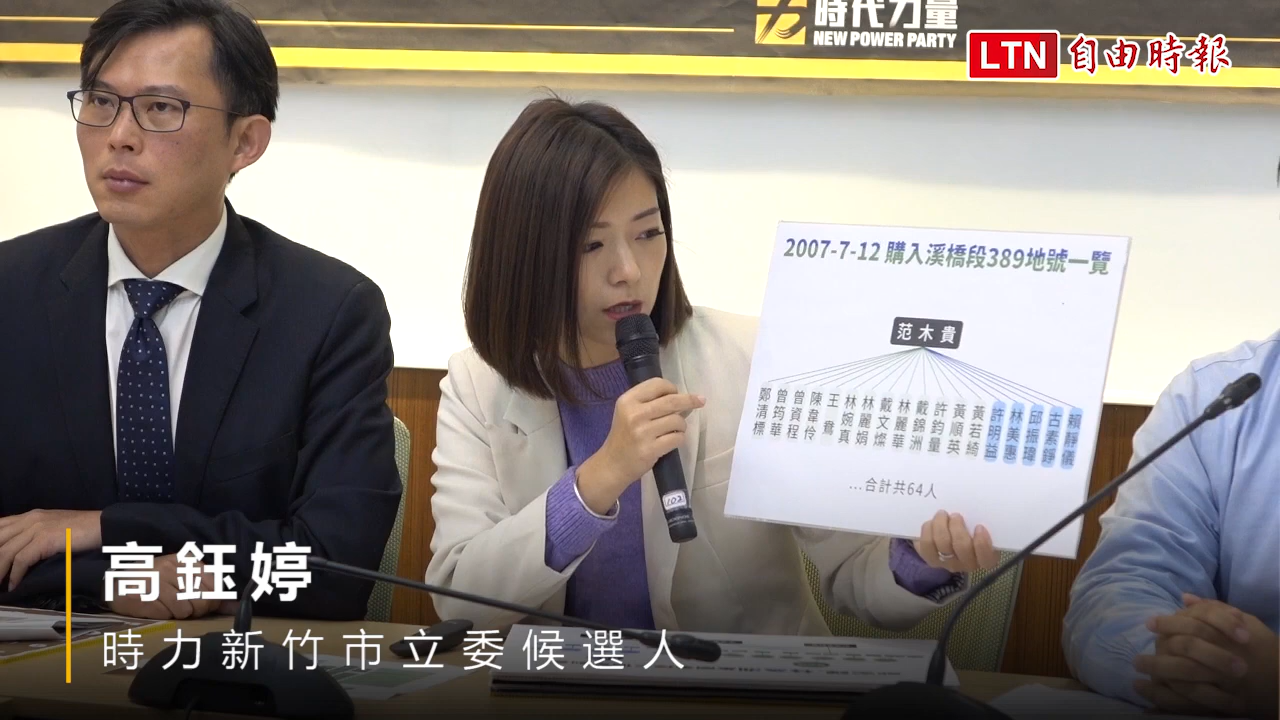 時代力量
NEW POWER PARTY
LTN 自由時報
2007-7-12 購入溪橋段389地號一覽
范木貴
鄭清標
曾筠華
曾資程
陳韋伶
王鴦
林婉真
林麗娟
戴文燦
林麗華
戴錦洲
許鈞量
黃順英
黃若綺
許明益
林美惠
邱振瑋
古素錚
賴靜儀
...合計共64人
102
高鈺婷
時力新竹市立委候選人